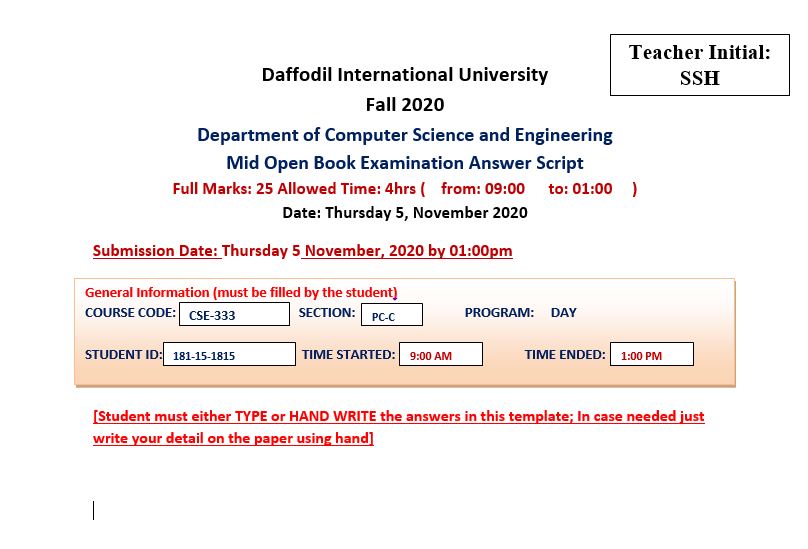 Teacher Initial:
SSH
Daffodil International University
Fall 2020
Department of Computer Science and Engineering
Mid Open Book Examination Answer Script
Full Marks: 25 Allowed Time: 4hrs ( from: 09:00 to: 01:00 )
Date: Thursday 5, November 2020
Submission Date: Thursday 5 November, 2020 by 01:00pm
General Information (must be filled by the student)
COURSE CODE: CSE-333 SECTION: PC-C PROGRAM: DAY
STUDENT ID: 181-15-1815 TIME STARTED: 9:00 AM TIME ENDED: 1:00 PM
[Student must either TYPE or HAND WRITE the answers in this template; In case needed just
write your detail on the paper using hand]